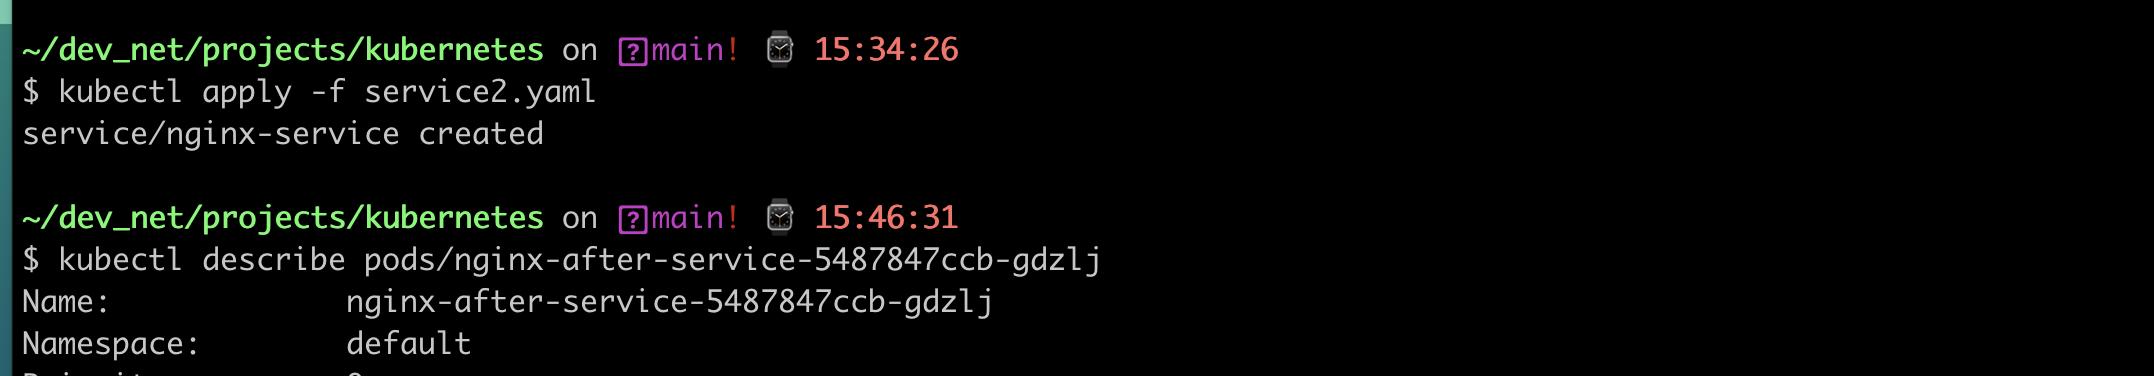 ~/dev_net/projects/kubernetes on ?main! ⌚ 15:34:26
$ kubectl apply -f service2.yaml
service/nginx-service created
~/dev_net/projects/kubernetes on ?main! ⌚ 15:46:31
$ kubectl describe pods/nginx-after-service-5487847ccb-gdzlj
Name: nginx-after-service-5487847ccb-gdzlj
Namespace: default